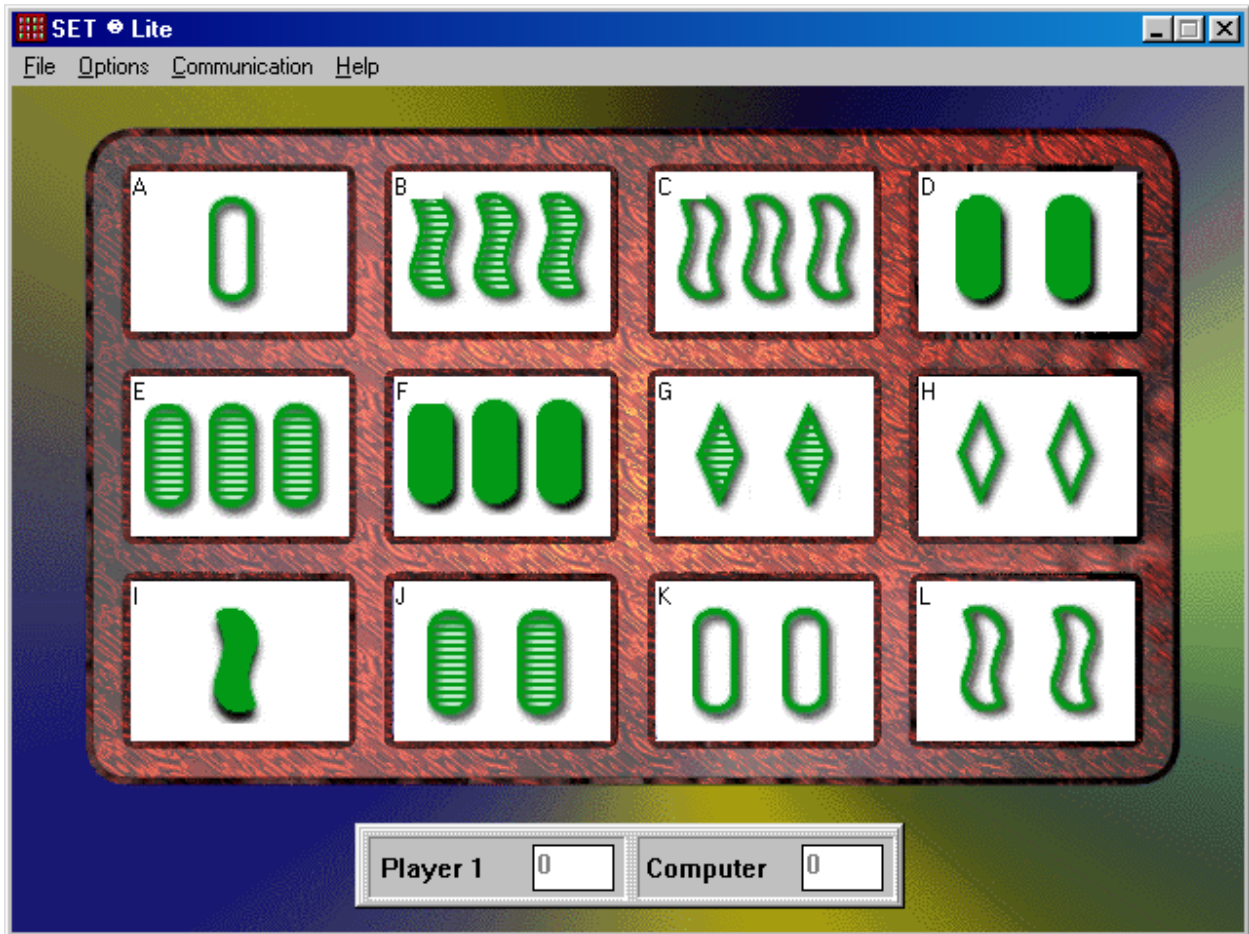 SET ® Lite
File Options Communication Help
A B C D
E F G H
I J K L
Player 1 0 Computer 0